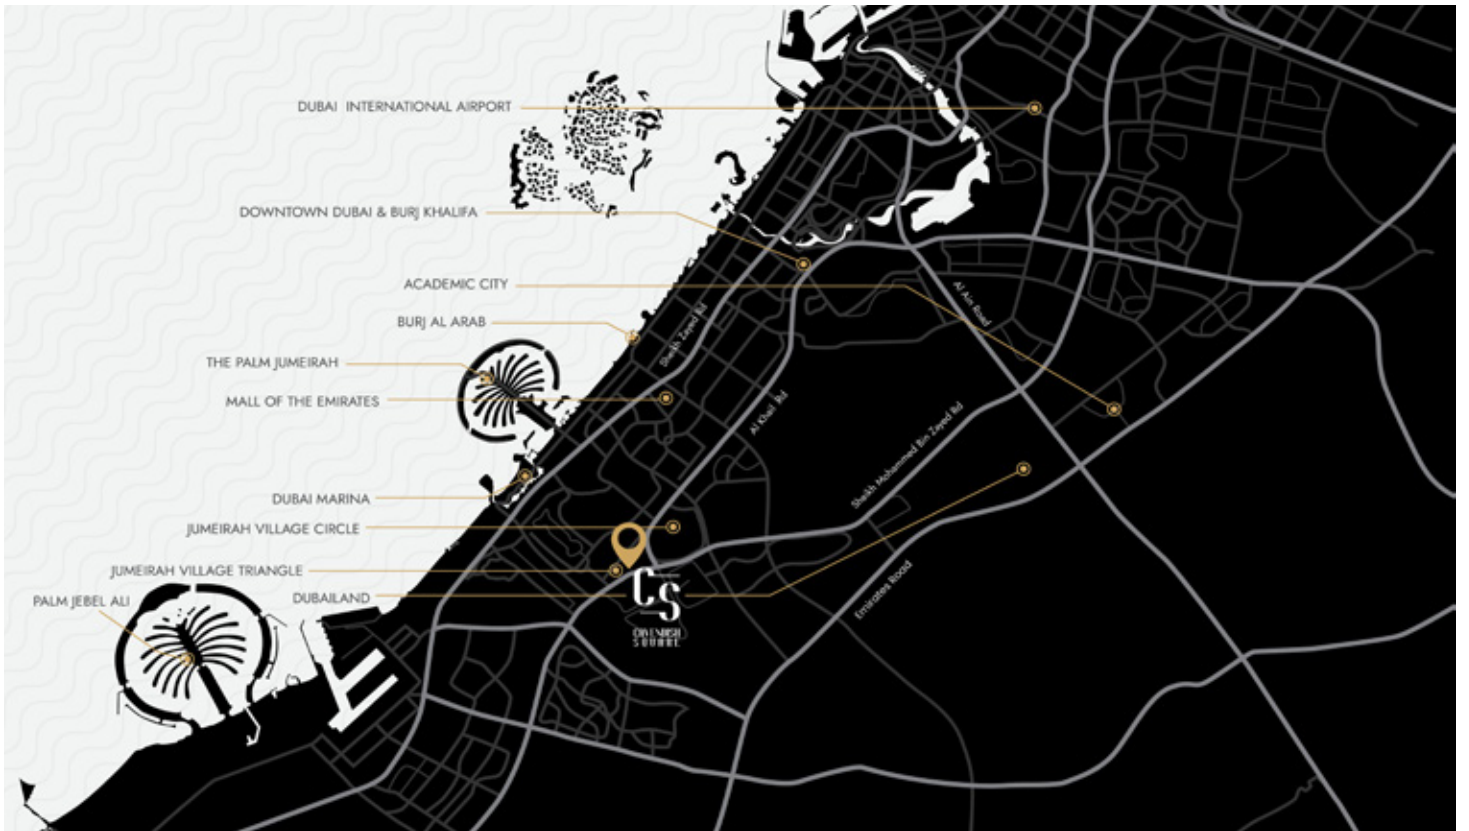 DUBAI INTERNATIONAL AIRPORT
DOWNTOWN DUBAI & BURJ KHALIFA
ACADEMIC CITY
Al Ain Road
BURJ AL ARAB
Sheikh Zayed Rd
THE PALM JUMEIRAH
MALL OF THE EMIRATES
Al Khail Rd
Sheikh Mohammed Bin Zayed Rd
DUBAI MARINA
JUMEIRAH VILLAGE CIRCLE
JUMEIRAH VILLAGE TRIANGLE
Emirates Road
PALM JEBEL ALI
DUBAILAND
CS
CAVENDISH
SQUARE